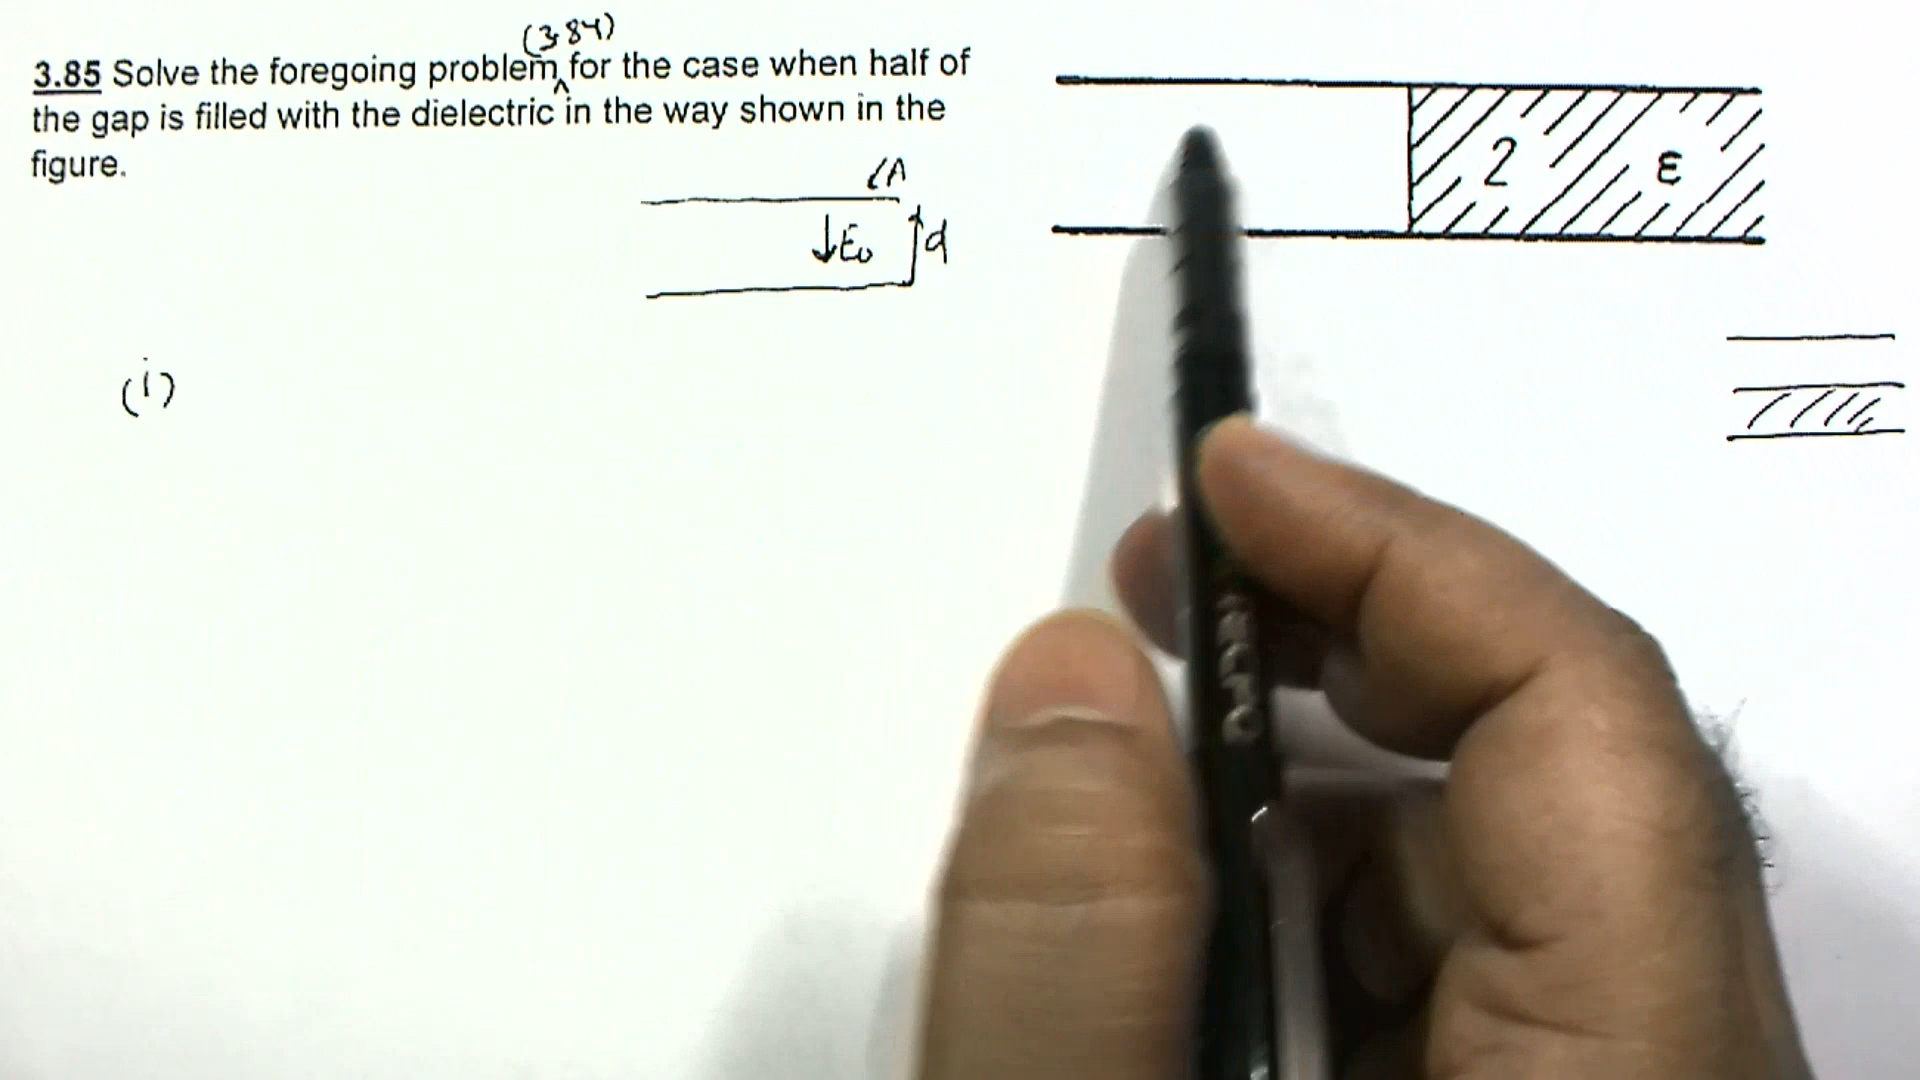 (3.84)
3.85 Solve the foregoing problem ^ for the case when half of
the gap is filled with the dielectric in the way shown in the
figure.
A
E₀
d
2
ε
(i)